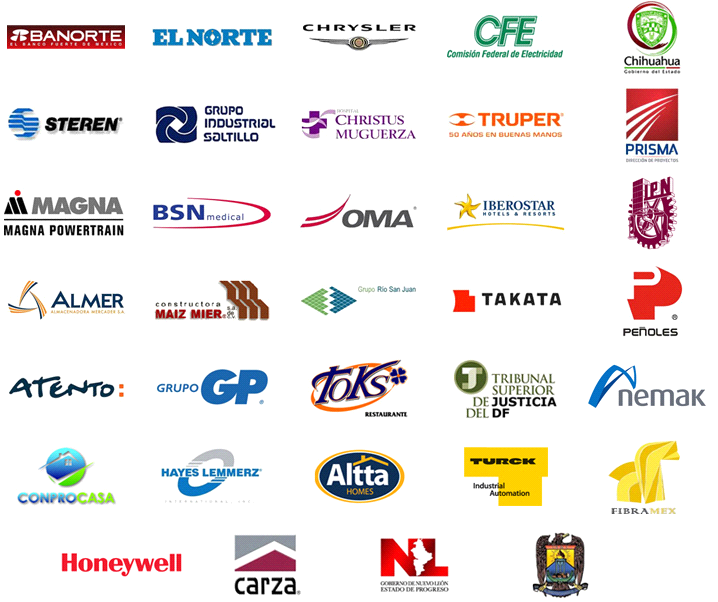 BANORTE
EL BANCO FUERTE DE MEXICO
EL NORTE
CHRYSLER
CFE
Comisión Federal de Electricidad
Chihuahua
Gobierno del Estado
STEREN®
GRUPO
INDUSTRIAL
SALTILLO
HOSPITAL
CHRISTUS
MUGUERZA
TRUPER®
50 AÑOS EN BUENAS MANOS
PRISMA
DIRECCIÓN DE PROYECTOS
MAGNA
MAGNA POWERTRAIN
BSN medical
OMA®
IBEROSTAR
HOTELS & RESORTS
I.P.N
ALMER
ALMACENADORA MERCADER S.A
constructora
MAIZ MIER. s.a. de c.v.
Grupo Río San Juan
TAKATA
®
PEÑOLES
ATENTO:
GRUPO GP®
ToKs
RESTAURANTE
TJ
TRIBUNAL
SUPERIOR
DE JUSTICIA
DEL DF
nemak
CONPROCASA
HAYES LEMMERZ®
INTERNATIONAL, INC.
Altta
HOMES
TURCK
Industrial
Automation
FIBRAMEX
Honeywell
carza®
NL
GOBIERNO DE NUEVO LEÓN
ESTADO DE PROGRESO